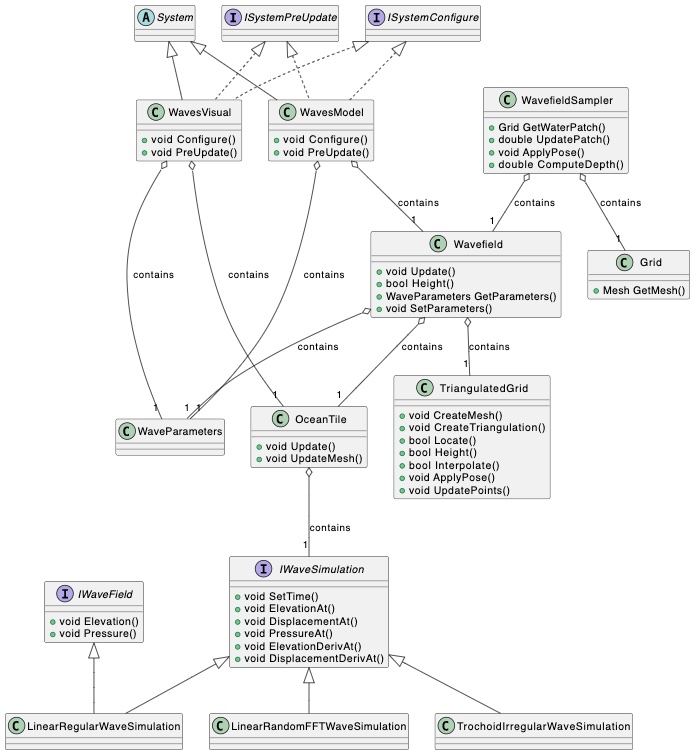 A System
I ISystemPreUpdate
I ISystemConfigure
C WavesVisual
void Configure()
void PreUpdate()
C WavesModel
void Configure()
void PreUpdate()
C WavefieldSampler
Grid GetWaterPatch()
double UpdatePatch()
void ApplyPose()
double ComputeDepth()
contains
1
contains
1
contains
1
C Wavefield
void Update()
bool Height()
WaveParameters GetParameters()
void SetParameters()
C Grid
Mesh GetMesh()
contains
contains
contains
contains
contains
contains
1
1
1
1
1
1
C WaveParameters
C OceanTile
void Update()
void UpdateMesh()
C TriangulatedGrid
void CreateMesh()
void CreateTriangulation()
bool Locate()
bool Height()
bool Interpolate()
void ApplyPose()
void UpdatePoints()
contains
1
I IWaveField
void Elevation()
void Pressure()
I IWaveSimulation
void SetTime()
void ElevationAt()
void DisplacementAt()
void PressureAt()
void ElevationDerivAt()
void DisplacementDerivAt()
C LinearRegularWaveSimulation
C LinearRandomFFTWaveSimulation
C TrochoidIrregularWaveSimulation